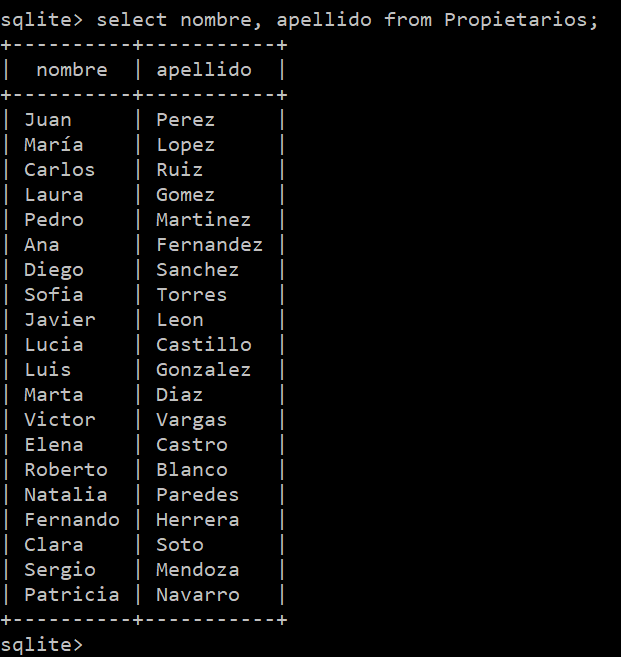 sqlite> select nombre, apellido from Propietarios;
+----------+-----------+
|  nombre  | apellido  |
+----------+-----------+
| Juan     | Perez     |
| María    | Lopez     |
| Carlos   | Ruiz      |
| Laura    | Gomez     |
| Pedro    | Martinez  |
| Ana      | Fernandez |
| Diego    | Sanchez   |
| Sofia    | Torres    |
| Javier   | Leon      |
| Lucia    | Castillo  |
| Luis     | Gonzalez  |
| Marta    | Diaz      |
| Victor   | Vargas    |
| Elena    | Castro    |
| Roberto  | Blanco    |
| Natalia  | Paredes   |
| Fernando | Herrera   |
| Clara    | Soto      |
| Sergio   | Mendoza   |
| Patricia | Navarro   |
+----------+-----------+
sqlite>